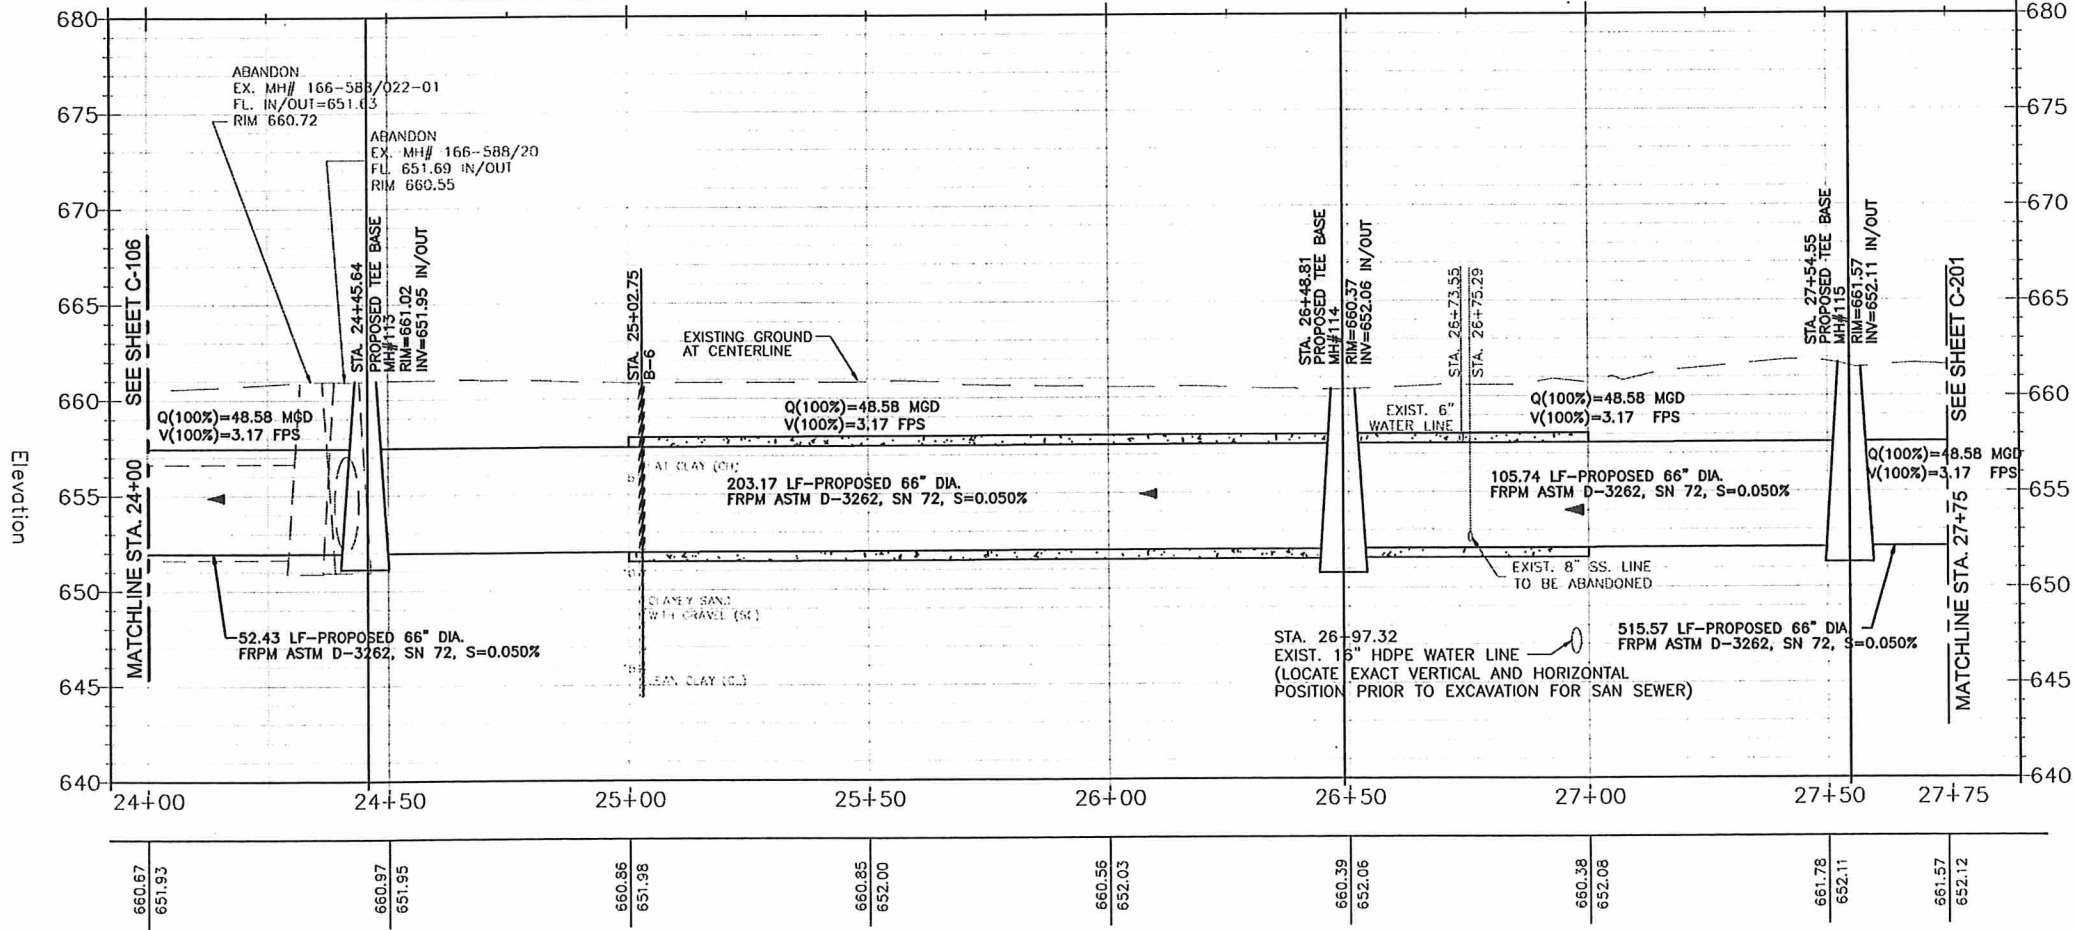 680
675
670
665
660
655
650
645
640
Elevation
680
675
670
665
660
655
650
645
640
ABANDON
EX. MH# 166-588/022-01
FL. IN/OUT=651.63
RIM 660.72
ABANDON
EX. MH# 166-588/20
FL. 651.69 IN/OUT
RIM 660.55
MATCHLINE STA. 24+00 SEE SHEET C-106
STA. 24+45.64
PROPOSED TEE BASE
MH#113
RIM=661.02
INV=651.95 IN/OUT
Q(100%)=48.58 MGD
V(100%)=3.17 FPS
52.43 LF-PROPOSED 66" DIA.
FRPM ASTM D-3262, SN 72, S=0.050%
STA. 25+02.75
B-6
EXISTING GROUND
AT CENTERLINE
Q(100%)=48.58 MGD
V(100%)=3.17 FPS
CLAY (CH)
203.17 LF-PROPOSED 66" DIA.
FRPM ASTM D-3262, SN 72, S=0.050%
CLAYEY SAND
WITH GRAVEL (SC)
LEAN CLAY (CL)
STA. 26+48.81
PROPOSED TEE BASE
MH#114
RIM=660.37
INV=652.06 IN/OUT
STA. 26+73.55
STA. 26+75.29
EXIST. 6"
WATER LINE
Q(100%)=48.58 MGD
V(100%)=3.17 FPS
105.74 LF-PROPOSED 66" DIA.
FRPM ASTM D-3262, SN 72, S=0.050%
EXIST. 8" SS. LINE
TO BE ABANDONED
STA. 26+97.32
EXIST. 16" HDPE WATER LINE
(LOCATE EXACT VERTICAL AND HORIZONTAL
POSITION PRIOR TO EXCAVATION FOR SAN SEWER)
STA. 27+54.55
PROPOSED TEE BASE
MH#115
RIM=661.57
INV=652.11 IN/OUT
Q(100%)=48.58 MGD
V(100%)=3.17 FPS
515.57 LF-PROPOSED 66" DIA
FRPM ASTM D-3262, SN 72, S=0.050%
MATCHLINE STA. 27+75 SEE SHEET C-201
24+00 24+50 25+00 25+50 26+00 26+50 27+00 27+50 27+75
660.67
651.93
660.97
651.95
660.86
651.98
660.85
652.00
660.56
652.03
660.39
652.06
660.38
652.08
661.78
652.11
661.57
652.12